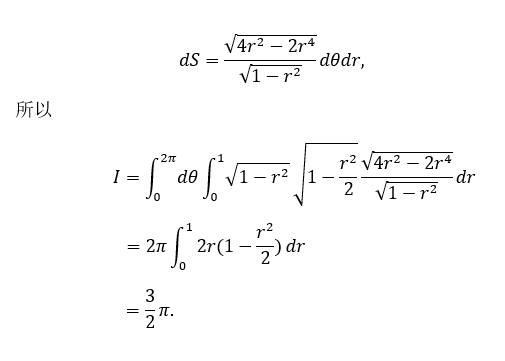 $dS = \frac{\sqrt{4r^2 - 2r^4}}{\sqrt{1 - r^2}} d\theta dr,$
所以
$I = \int_0^{2\pi} d\theta \int_0^1 \sqrt{1 - r^2} \sqrt{1 - \frac{r^2}{2}} \frac{\sqrt{4r^2 - 2r^4}}{\sqrt{1 - r^2}} dr$
$= 2\pi \int_0^1 2r(1 - \frac{r^2}{2}) dr$
$= \frac{3}{2}\pi.$